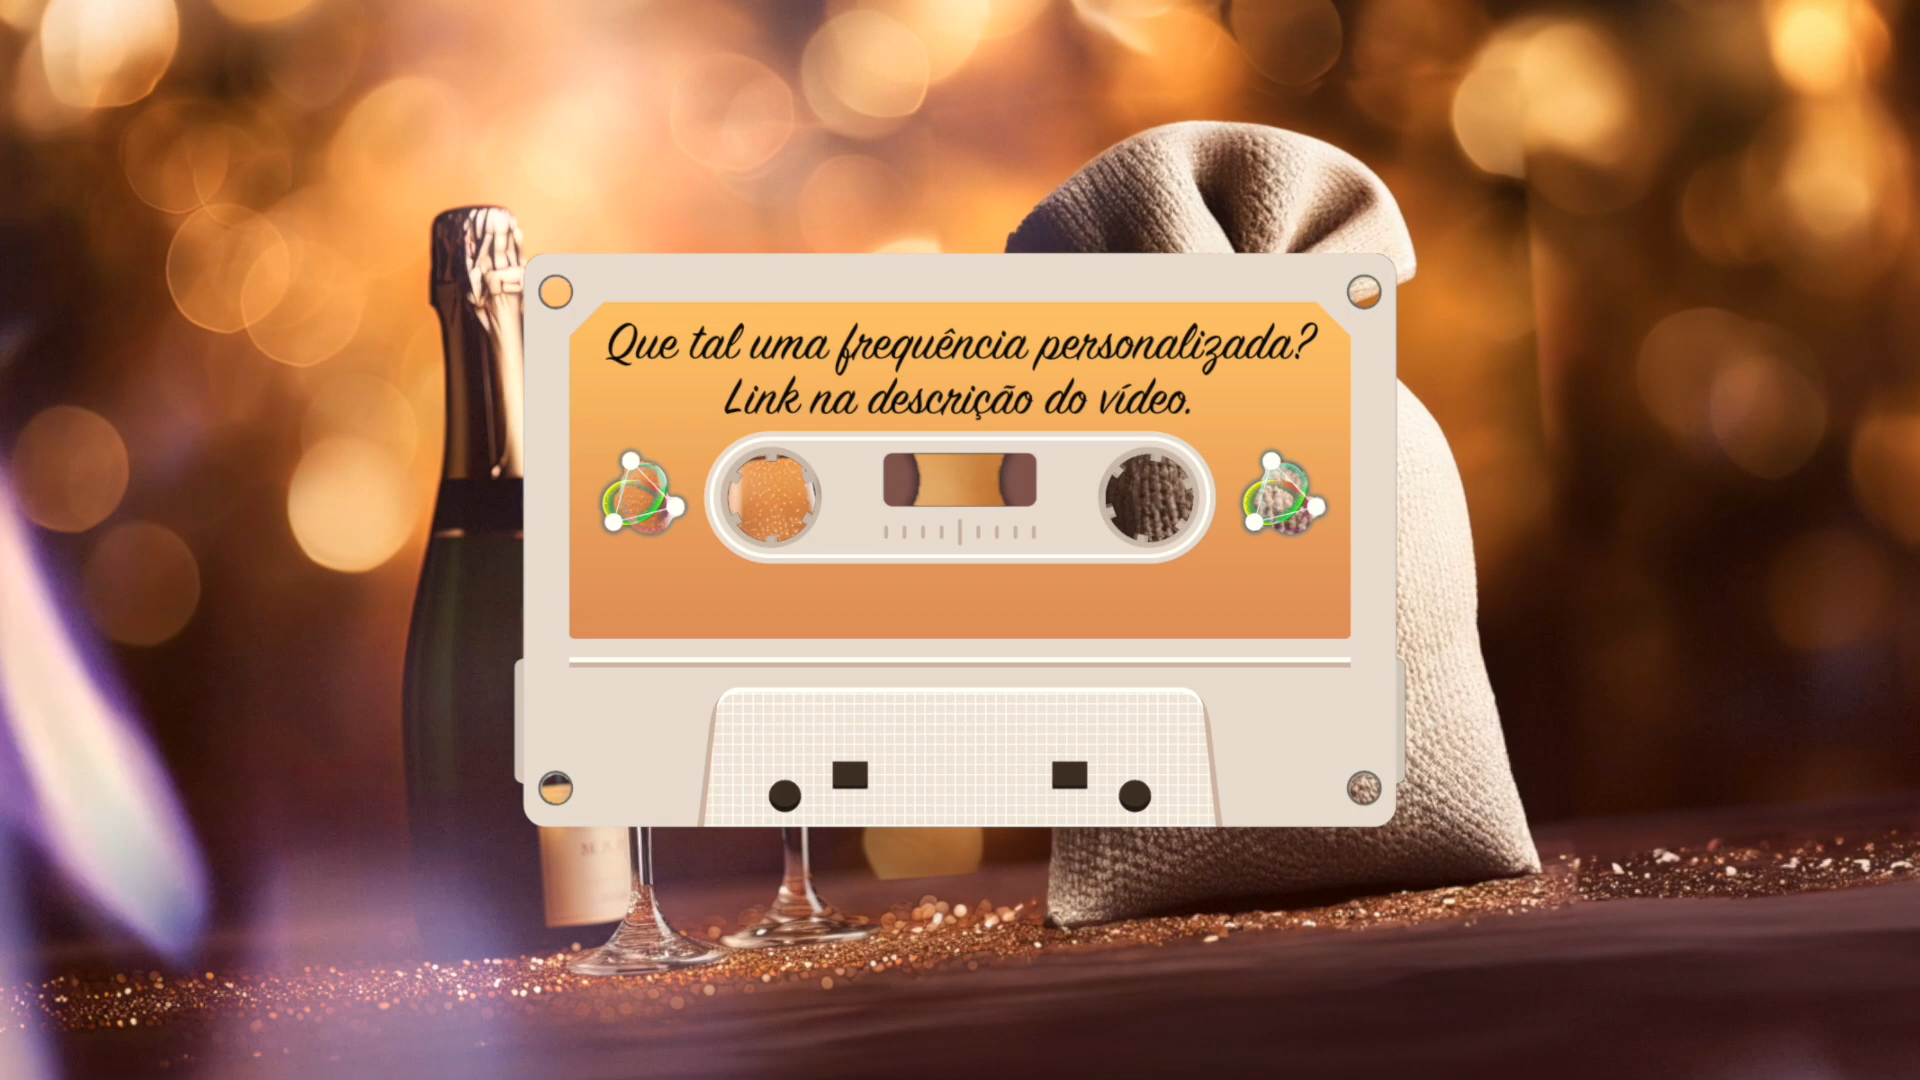 Que tal uma frequência personalizada?
Link na descrição do vídeo.